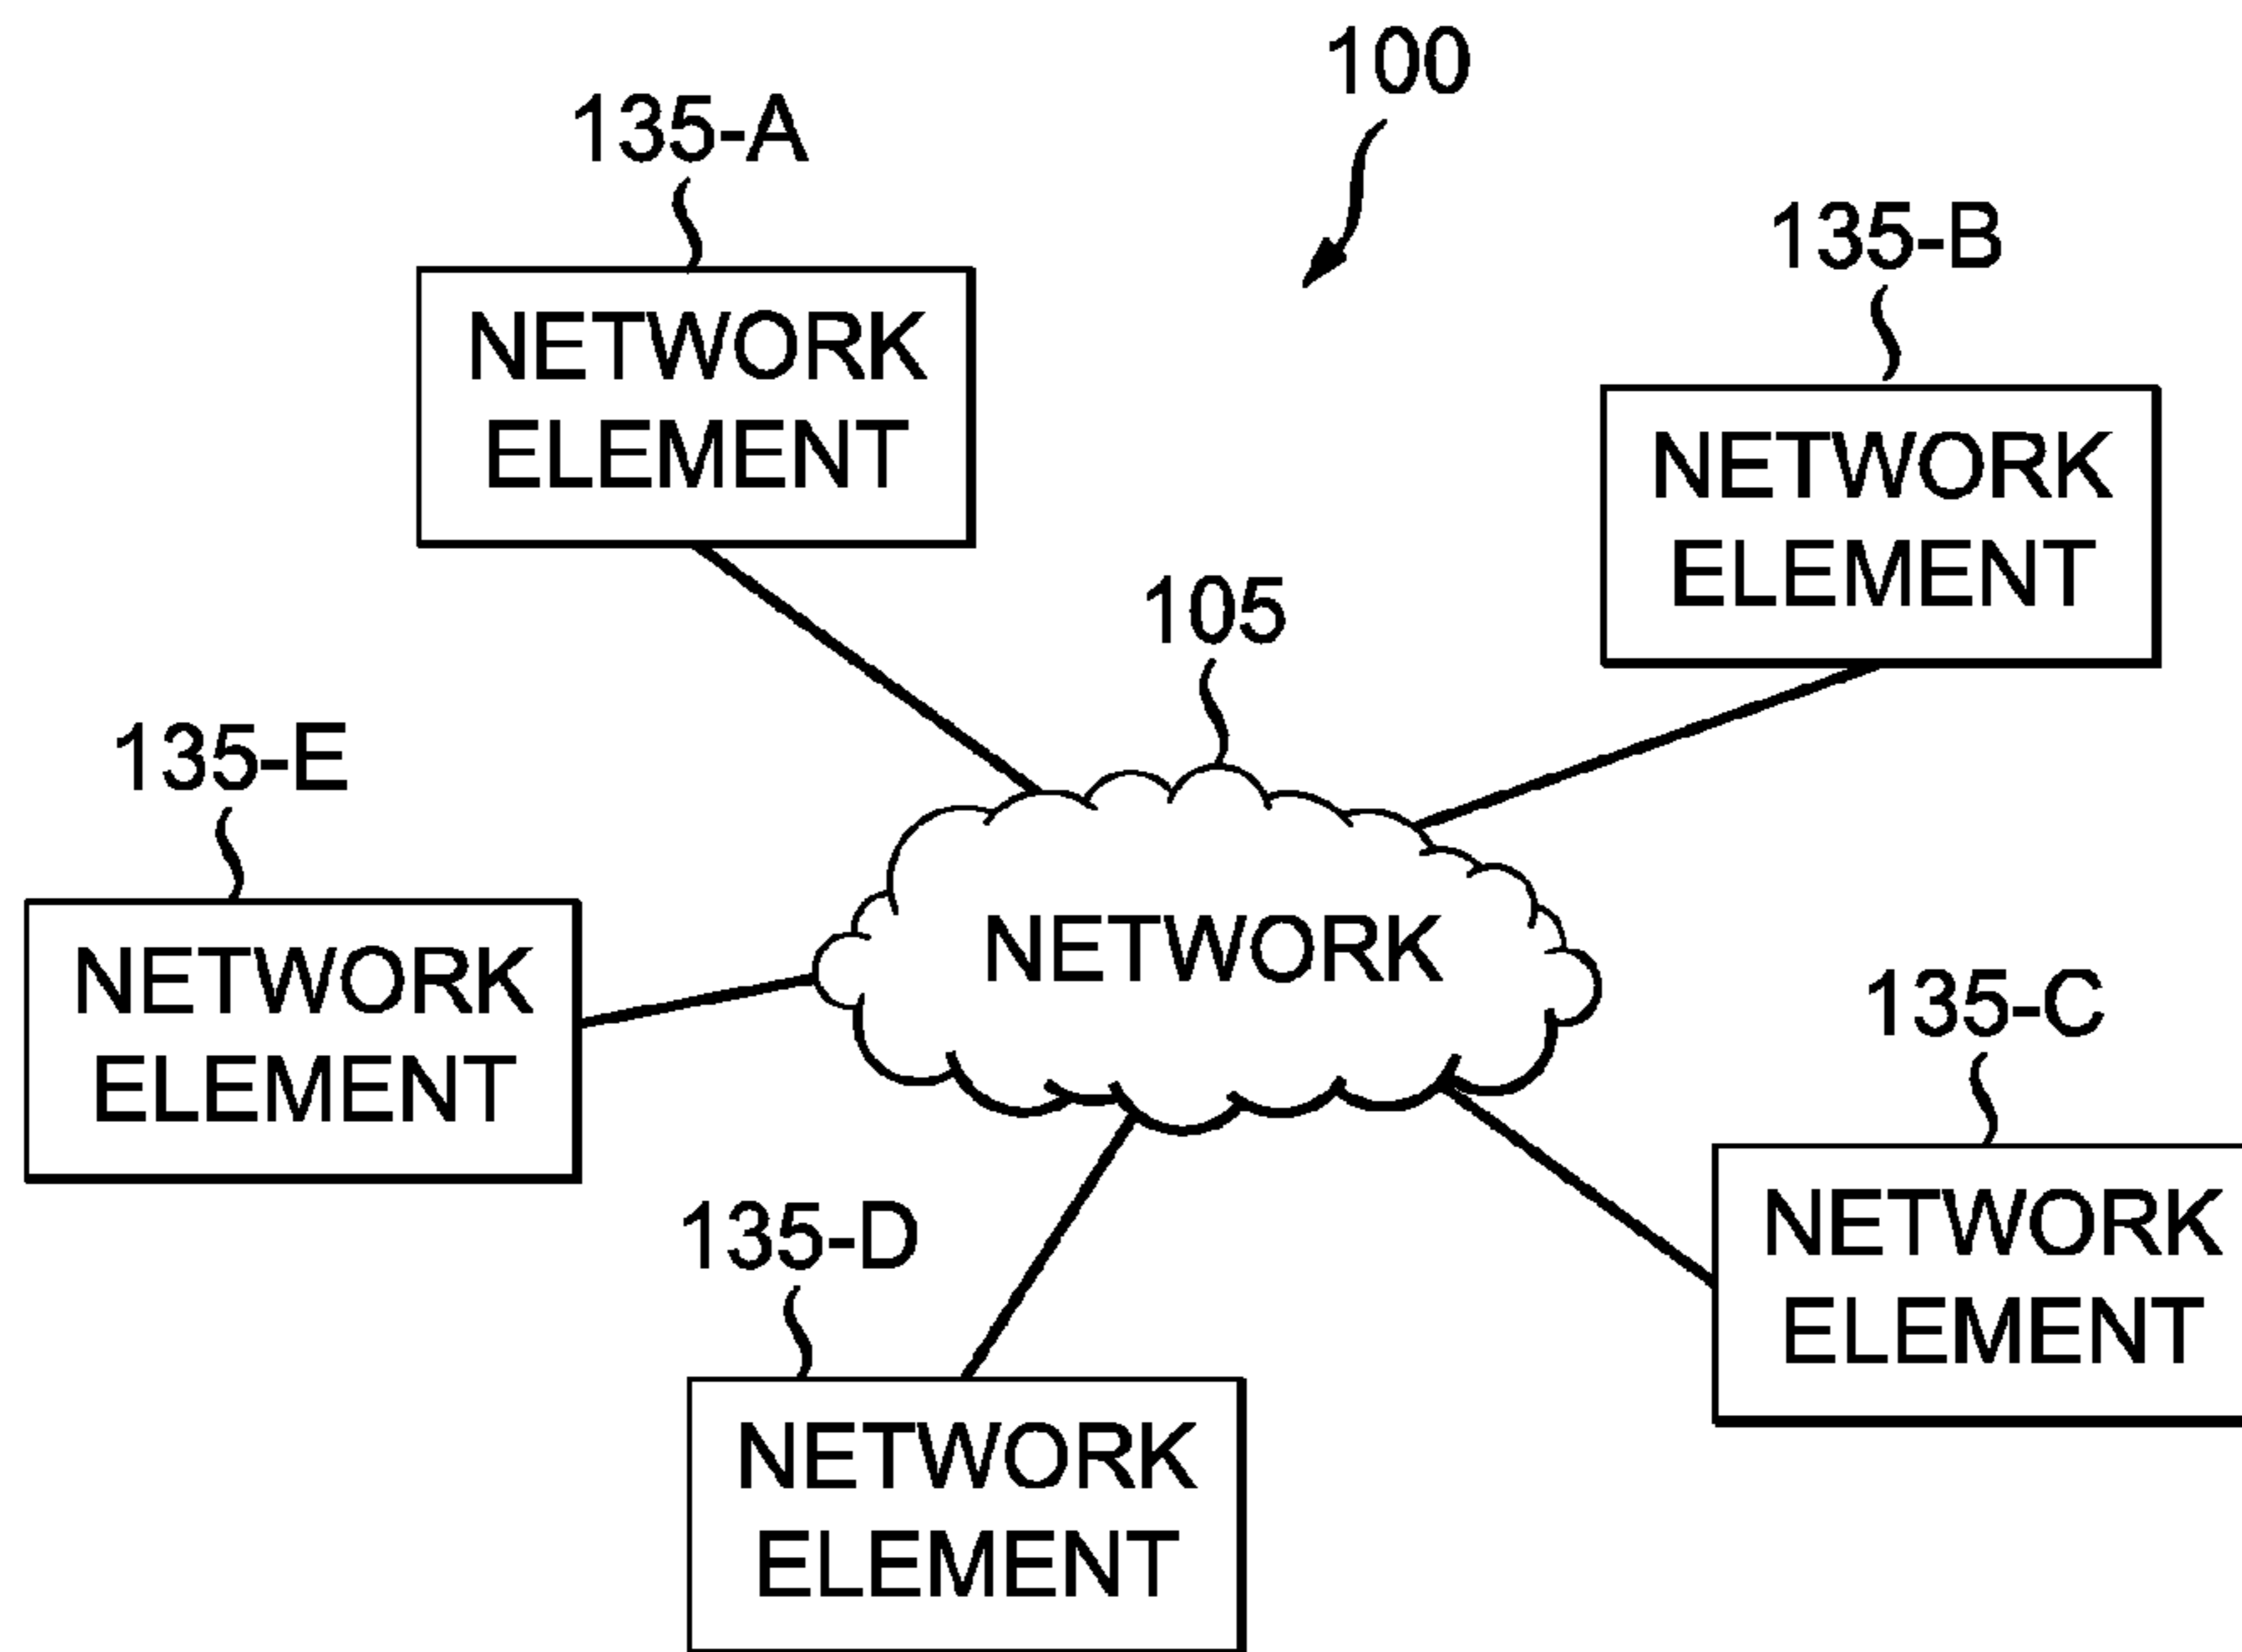 100
135-A
NETWORK
ELEMENT
135-B
NETWORK
ELEMENT
105
NETWORK
135-E
NETWORK
ELEMENT
135-C
NETWORK
ELEMENT
135-D
NETWORK
ELEMENT